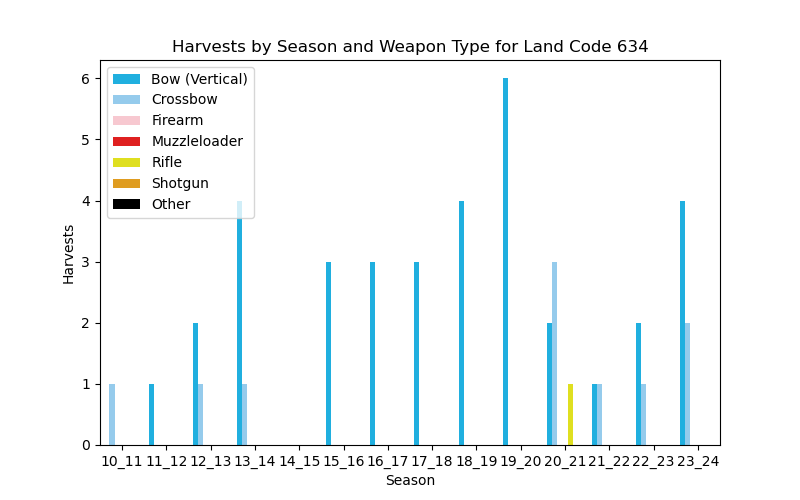 Harvests by Season and Weapon Type for Land Code 634
Bow (Vertical)
Crossbow
Firearm
Muzzleloader
Rifle
Shotgun
Other
6
5
4
3
2
1
0
Harvests
10_11 11_12 12_13 13_14 14_15 15_16 16_17 17_18 18_19 19_20 20_21 21_22 22_23 23_24
Season